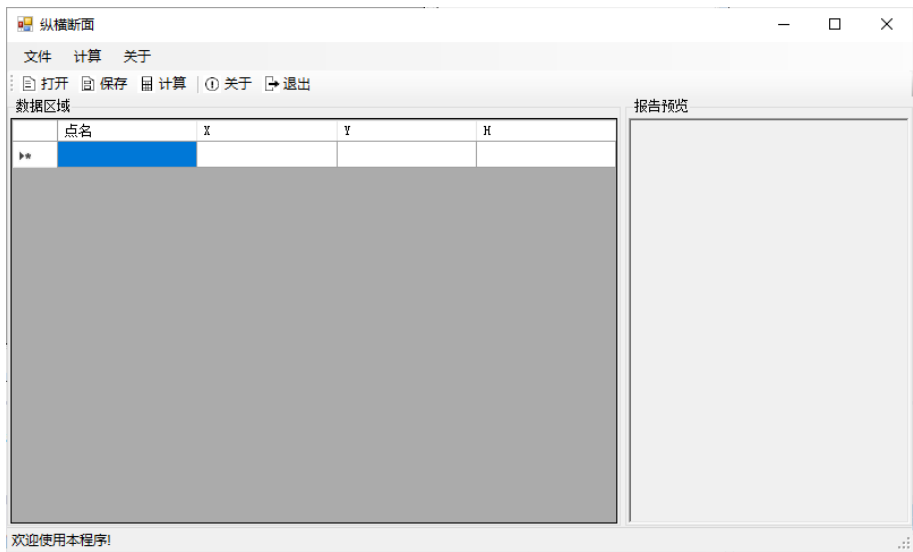 纵横断面
文件 计算 关于
打开 保存 计算 关于 退出
数据区域 报告预览
点名 X Y H
欢迎使用本程序!